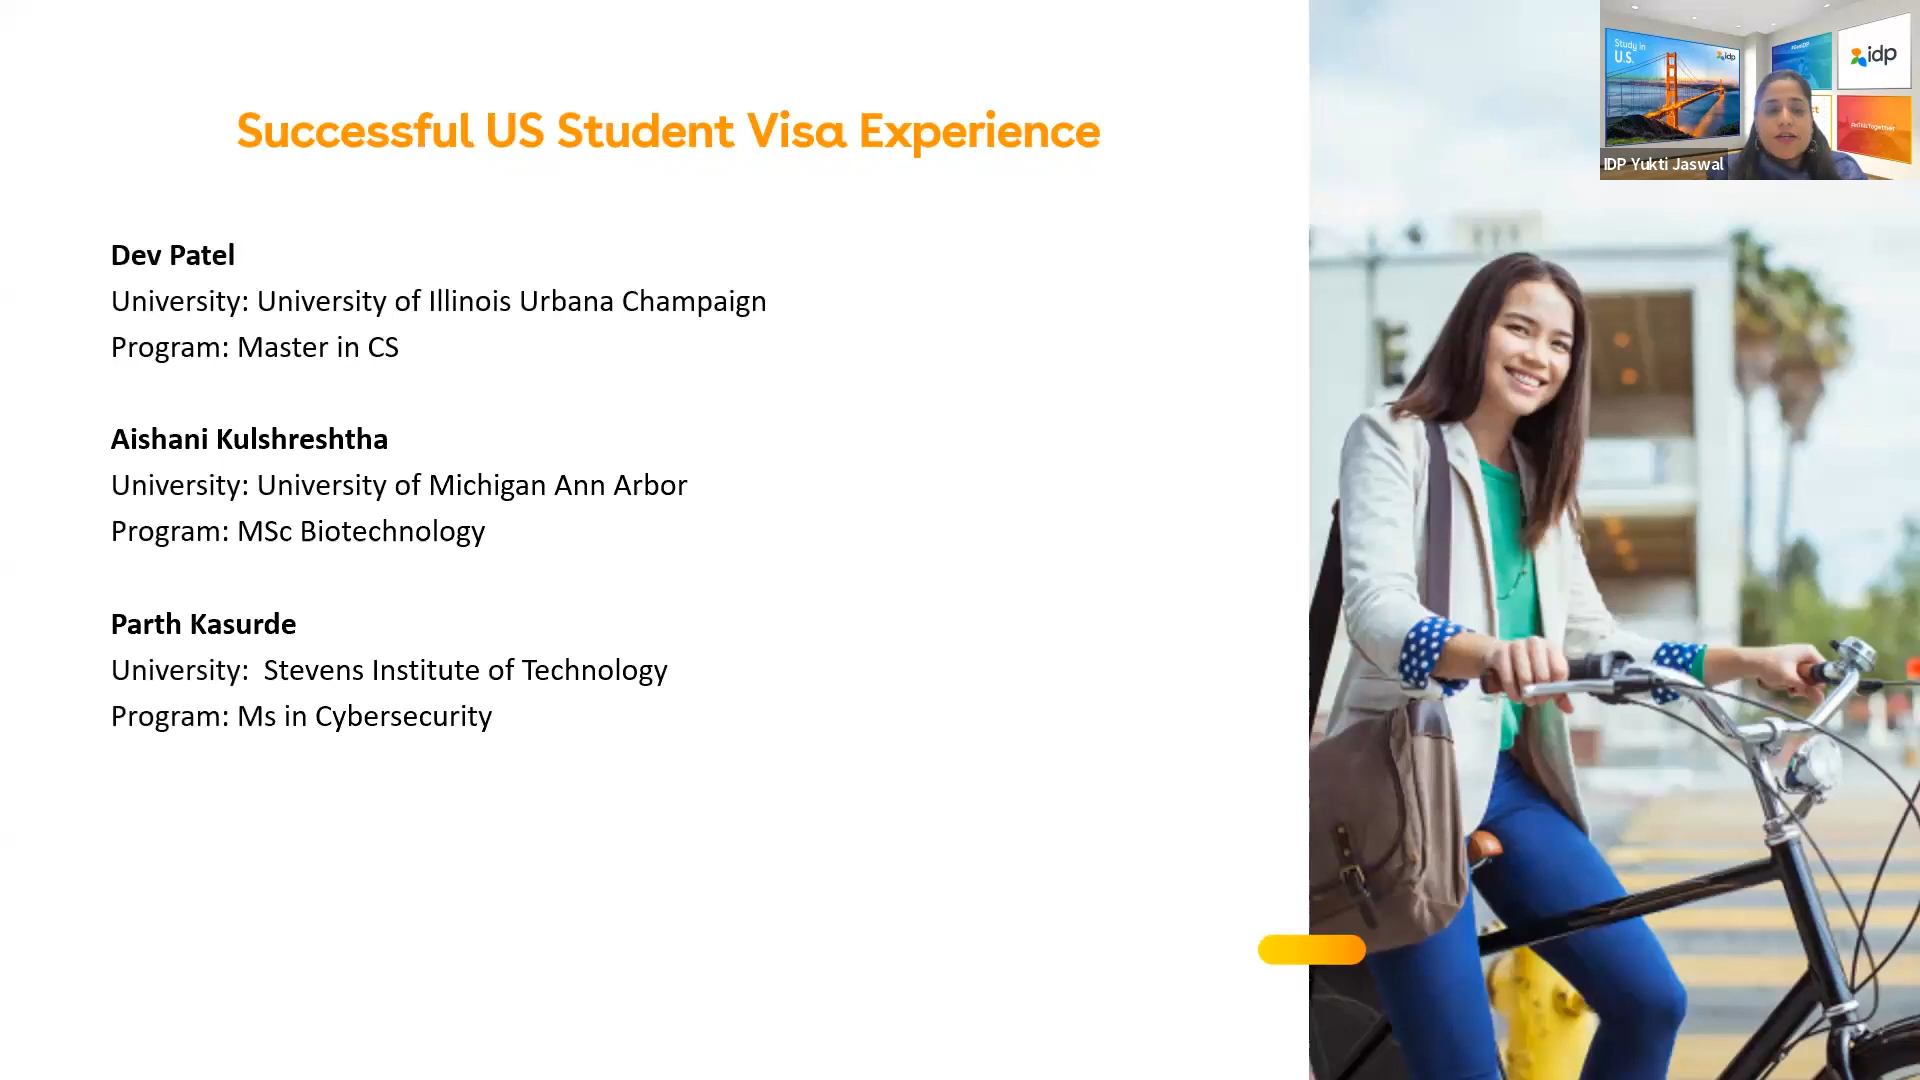 Successful US Student Visa Experience
Dev Patel
University: University of Illinois Urbana Champaign
Program: Master in CS
Aishani Kulshreshtha
University: University of Michigan Ann Arbor
Program: MSc Biotechnology
Parth Kasurde
University:  Stevens Institute of Technology
Program: Ms in Cybersecurity
Study in
U.S.
idp
idp
#InThisTogether
IDP Yukti Jaswal